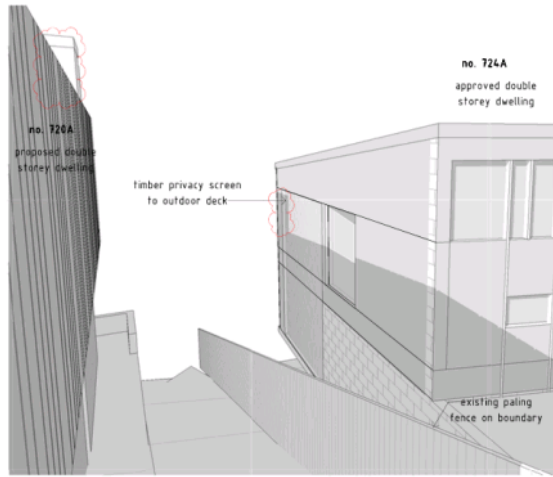 no. 724A
approved double
storey dwelling
no. 720A
proposed double
storey dwelling
timber privacy screen
to outdoor deck
existing paling
fence on boundary